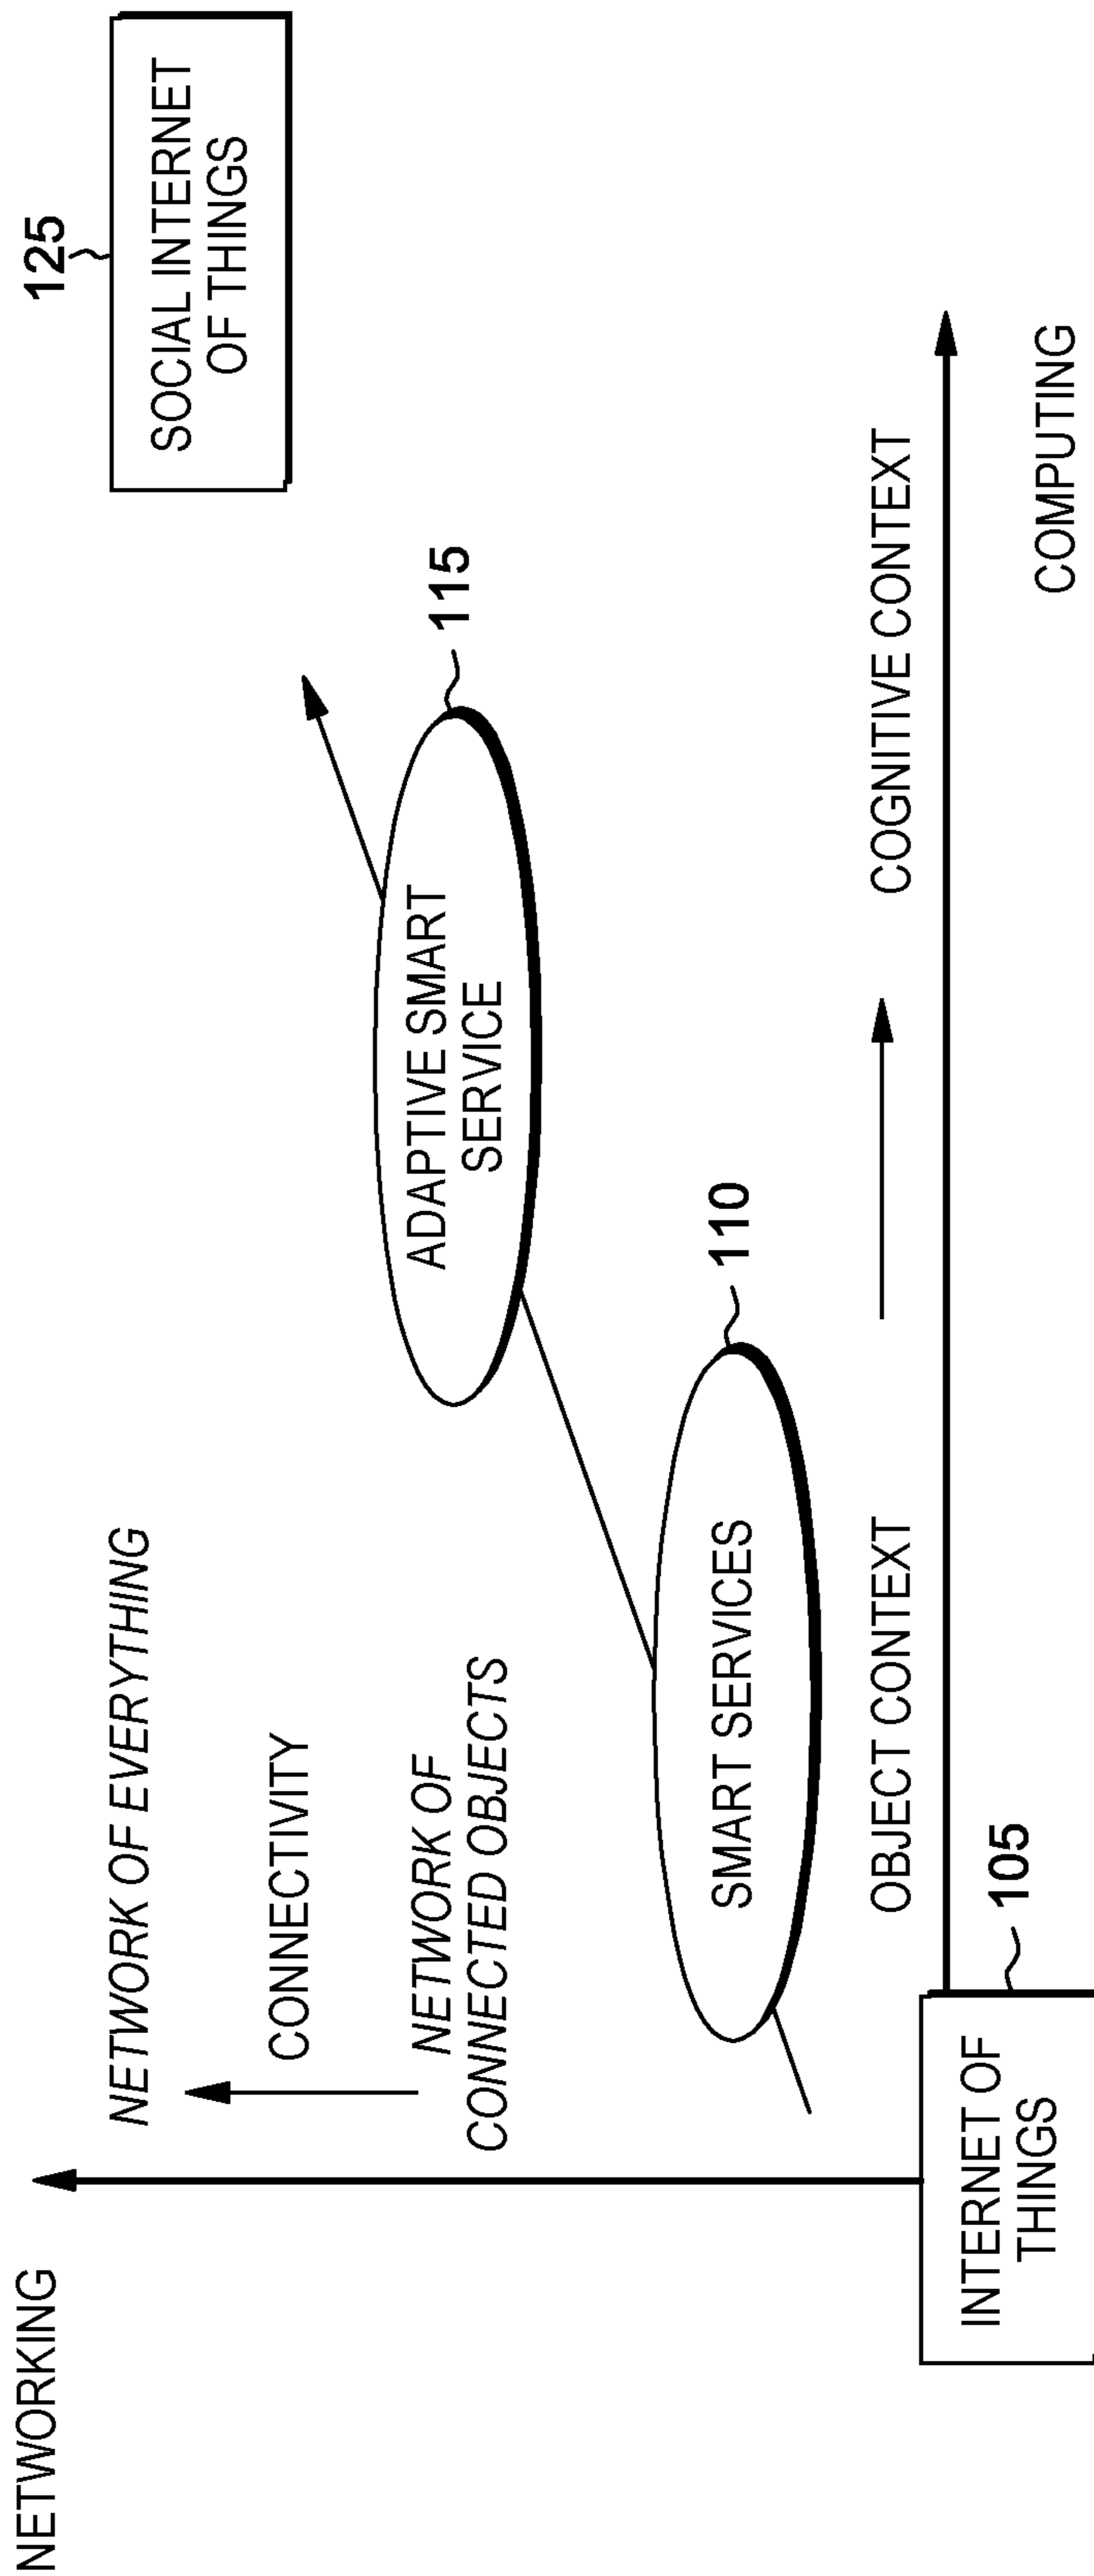 NETWORKING
NETWORK OF EVERYTHING
CONNECTIVITY
NETWORK OF
CONNECTED OBJECTS
125
SOCIAL INTERNET
OF THINGS
115
ADAPTIVE SMART
SERVICE
110
SMART SERVICES
OBJECT CONTEXT
COGNITIVE CONTEXT
105
INTERNET OF
THINGS
COMPUTING